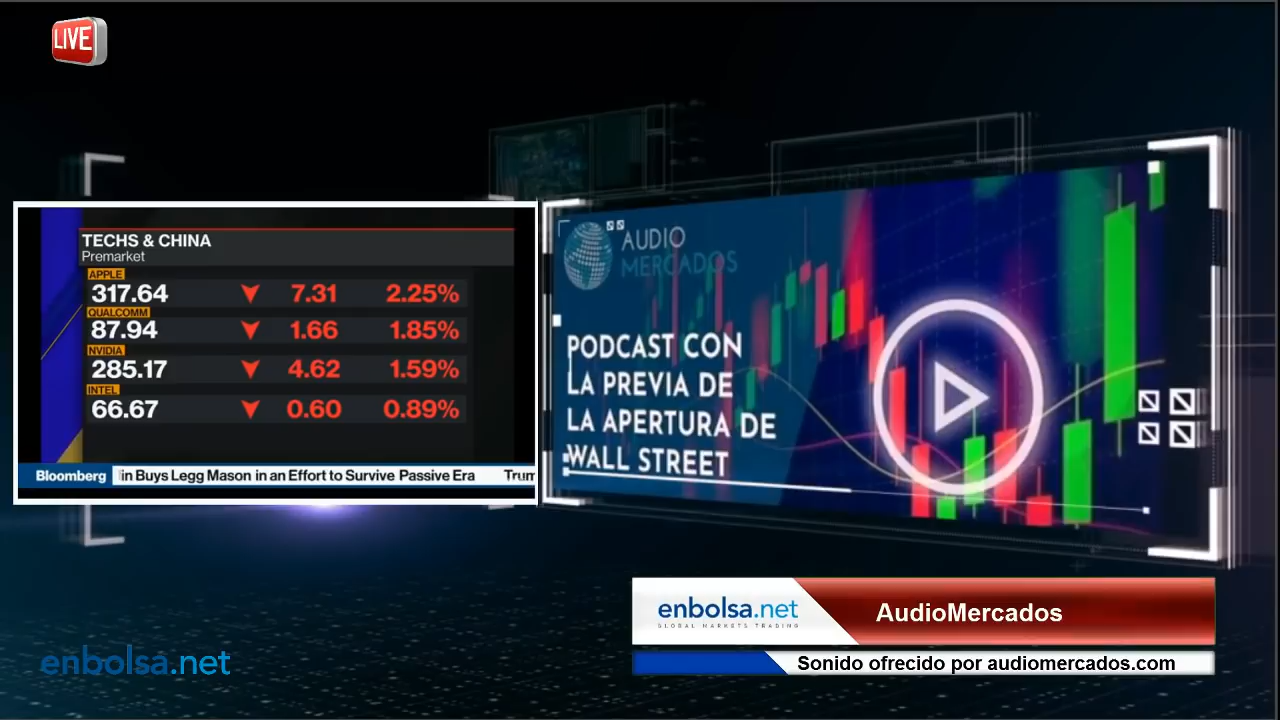 LIVE
TECHS & CHINA
Premarket
APPLE
317.64 7.31 2.25%
QUALCOMM
87.94 1.66 1.85%
NVIDIA
285.17 4.62 1.59%
INTEL
66.67 0.60 0.89%
Bloomberg in Buys Legg Mason in an Effort to Survive Passive Era Trum
AUDIO
MERCADOS
PODCAST CON
LA PREVIA DE
LA APERTURA DE
WALL STREET
enbolsa.net
GLOBAL MARKETS TRADING
AudioMercados
Sonido ofrecido por audiomercados.com
enbolsa.net